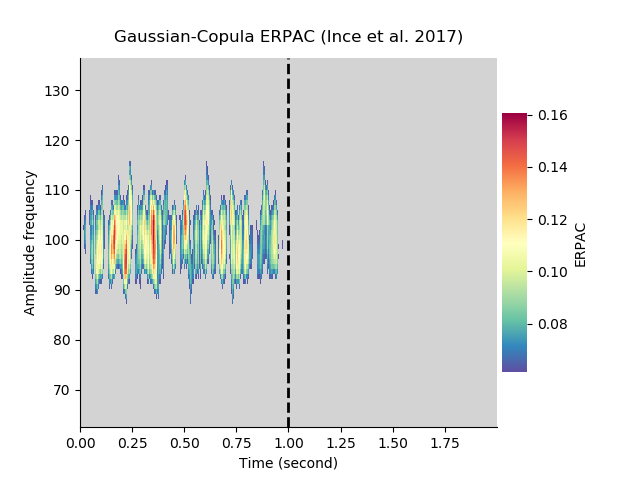 Gaussian-Copula ERPAC (Ince et al. 2017)
Amplitude frequency
130
120
110
100
90
80
70
0.00 0.25 0.50 0.75 1.00 1.25 1.50 1.75
Time (second)
0.16
0.14
0.12
0.10
0.08
ERPAC